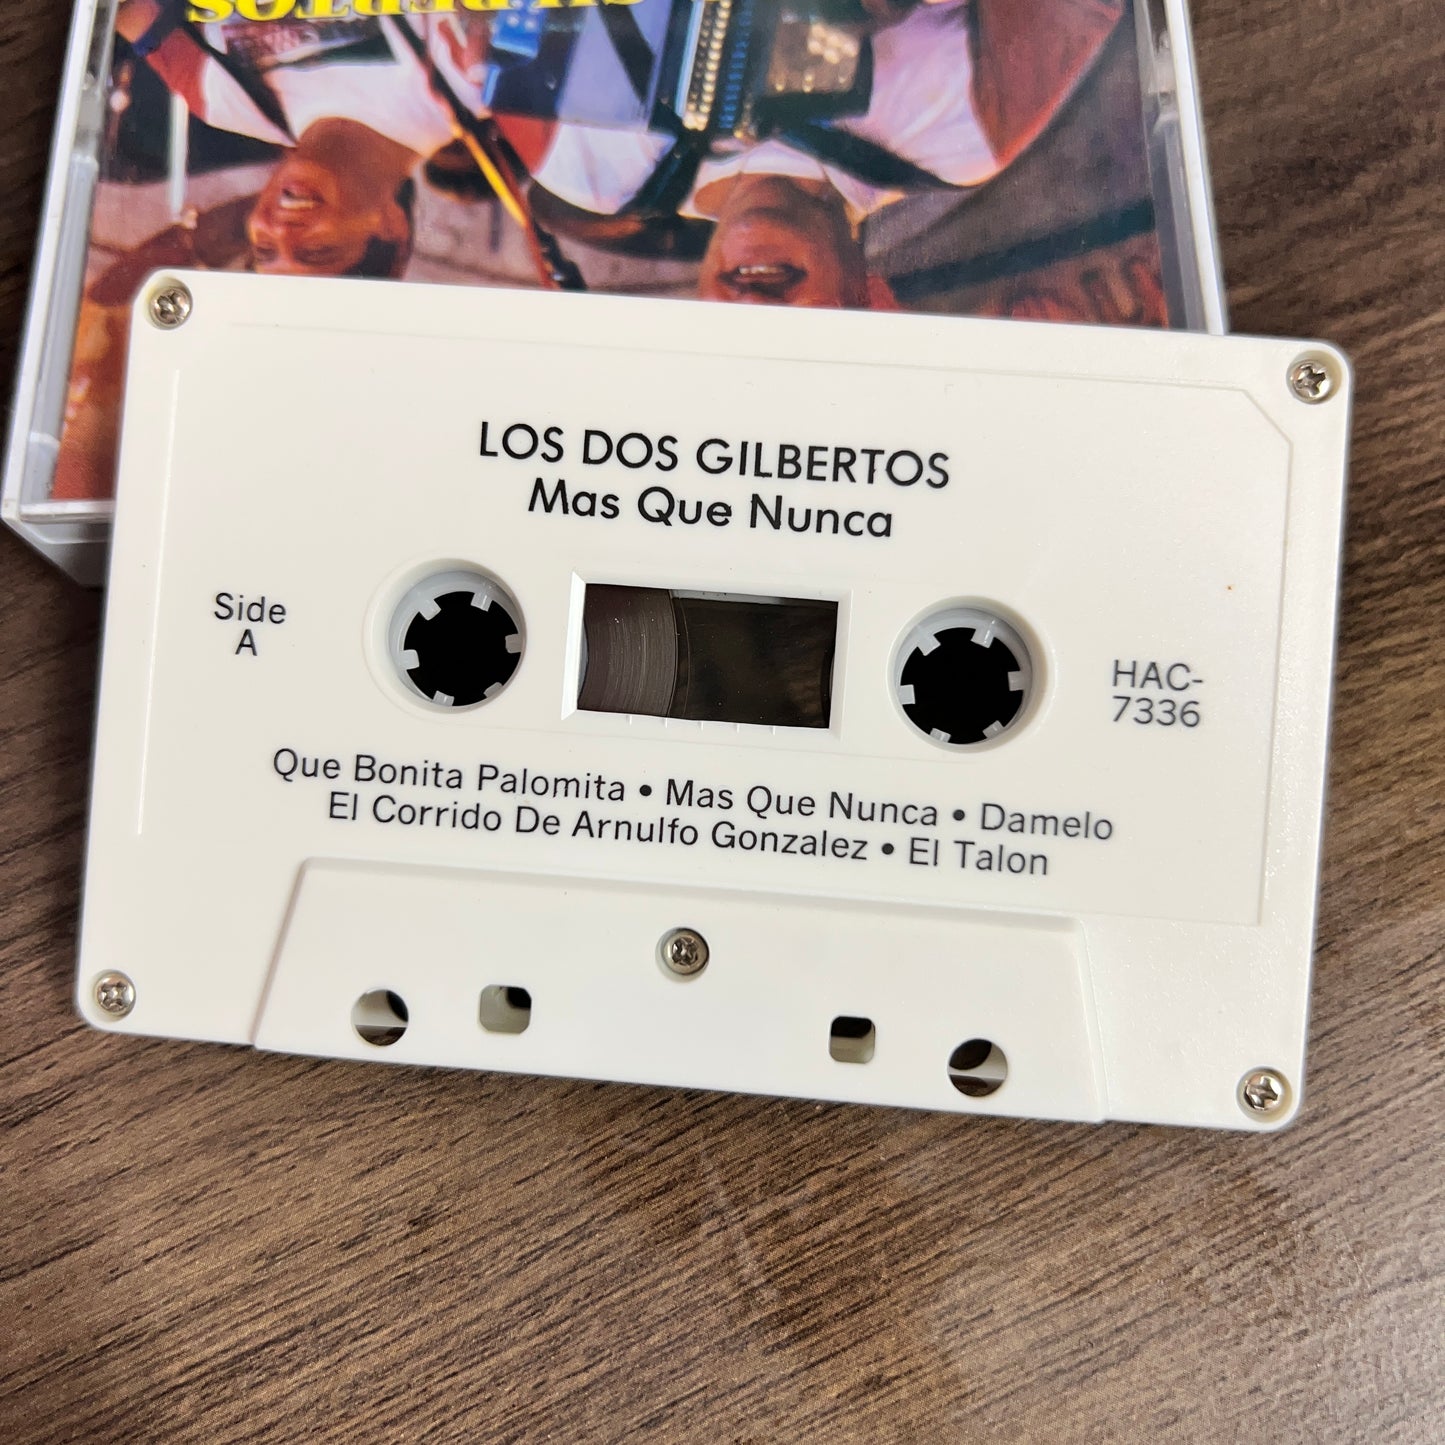 LOS DOS GILBERTOS
Mas Que Nunca
Side
A
HAC-
7336
Que Bonita Palomita • Mas Que Nunca • Damelo
El Corrido De Arnulfo Gonzalez • El Talon